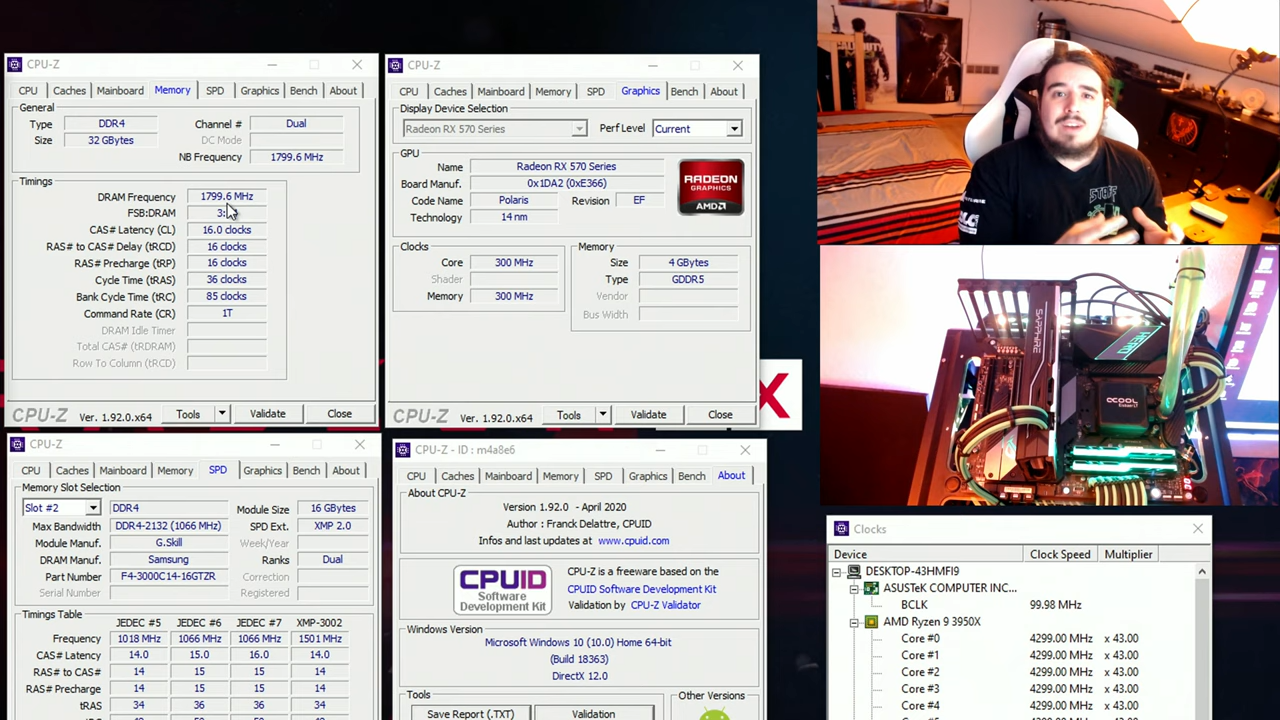 CPU-Z
CPU Caches Mainboard Memory SPD Graphics Bench About
General
Type DDR4 Channel # Dual
Size 32 GBytes DC Mode
NB Frequency 1799.6 MHz
Timings
DRAM Frequency 1799.6 MHz
FSB:DRAM
CAS# Latency (CL) 16.0 clocks
RAS# to CAS# Delay (tRCD) 16 clocks
RAS# Precharge (tRP) 16 clocks
Cycle Time (tRAS) 36 clocks
Bank Cycle Time (tRC) 85 clocks
Command Rate (CR) 1T
DRAM Idle Timer
Total CAS# (tRDRAM)
Row To Column (tRCD)
CPU-Z Ver. 1.92.0.x64 Tools Validate Close
CPU-Z
CPU Caches Mainboard Memory SPD Graphics Bench About
Display Device Selection
Radeon RX 570 Series Perf Level Current
GPU
Name Radeon RX 570 Series
Board Manuf. 0x1DA2 (0xE366)
Code Name Polaris Revision EF
Technology 14 nm
RADEON
GRAPHICS
AMD
Clocks
Core 300 MHz
Shader
Memory 300 MHz
Memory
Size 4 GBytes
Type GDDR5
Vendor
Bus Width
CPU-Z Ver. 1.92.0.x64 Tools Validate Close
X
SAPPHIRE
HERO
CPU-Z
CPU Caches Mainboard Memory SPD Graphics Bench About
Memory Slot Selection
Slot #2 DDR4 Module Size 16 GBytes
Max Bandwidth DDR4-2132 (1066 MHz) SPD Ext. XMP 2.0
Module Manuf. G.Skill Week/Year
DRAM Manuf. Samsung Ranks Dual
Part Number F4-3000C14-16GTZR Correction
Serial Number Registered
Timings Table
JEDEC #5 JEDEC #6 JEDEC #7 XMP-3002
Frequency 1018 MHz 1066 MHz 1066 MHz 1501 MHz
CAS# Latency 14.0 15.0 16.0 14.0
RAS# to CAS# 14 15 15 14
RAS# Precharge 14 15 15 14
tRAS 34 36 36 34
CPU-Z - ID : m4a8e6
CPU Caches Mainboard Memory SPD Graphics Bench About
About CPU-Z
Version 1.92.0 - April 2020
Author : Franck Delattre, CPUID
Infos and last updates at www.cpuid.com
CPUID
Software
Development Kit
CPU-Z is a freeware based on the
CPUID Software Development Kit
Validation by CPU-Z Validator
Windows Version
Microsoft Windows 10 (10.0) Home 64-bit
(Build 18363)
DirectX 12.0
Tools Other Versions
Save Report (.TXT) Validation
Clocks
Device Clock Speed Multiplier
DESKTOP-43HMFI9
ASUSTeK COMPUTER INC...
BCLK 99.98 MHz
AMD Ryzen 9 3950X
Core #0 4299.00 MHz x 43.00
Core #1 4299.00 MHz x 43.00
Core #2 4299.00 MHz x 43.00
Core #3 4299.00 MHz x 43.00
Core #4 4299.00 MHz x 43.00